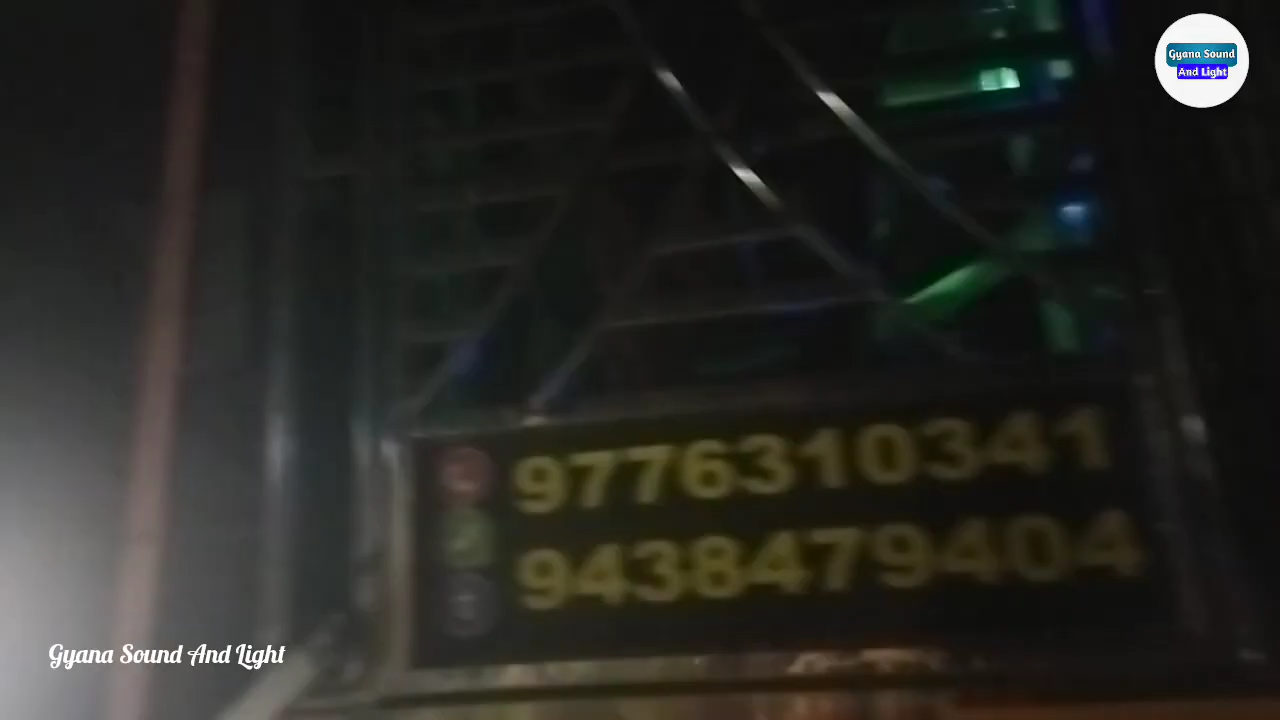 Gyana Sound
And Light
9776310341
9438479404
Gyana Sound And Light